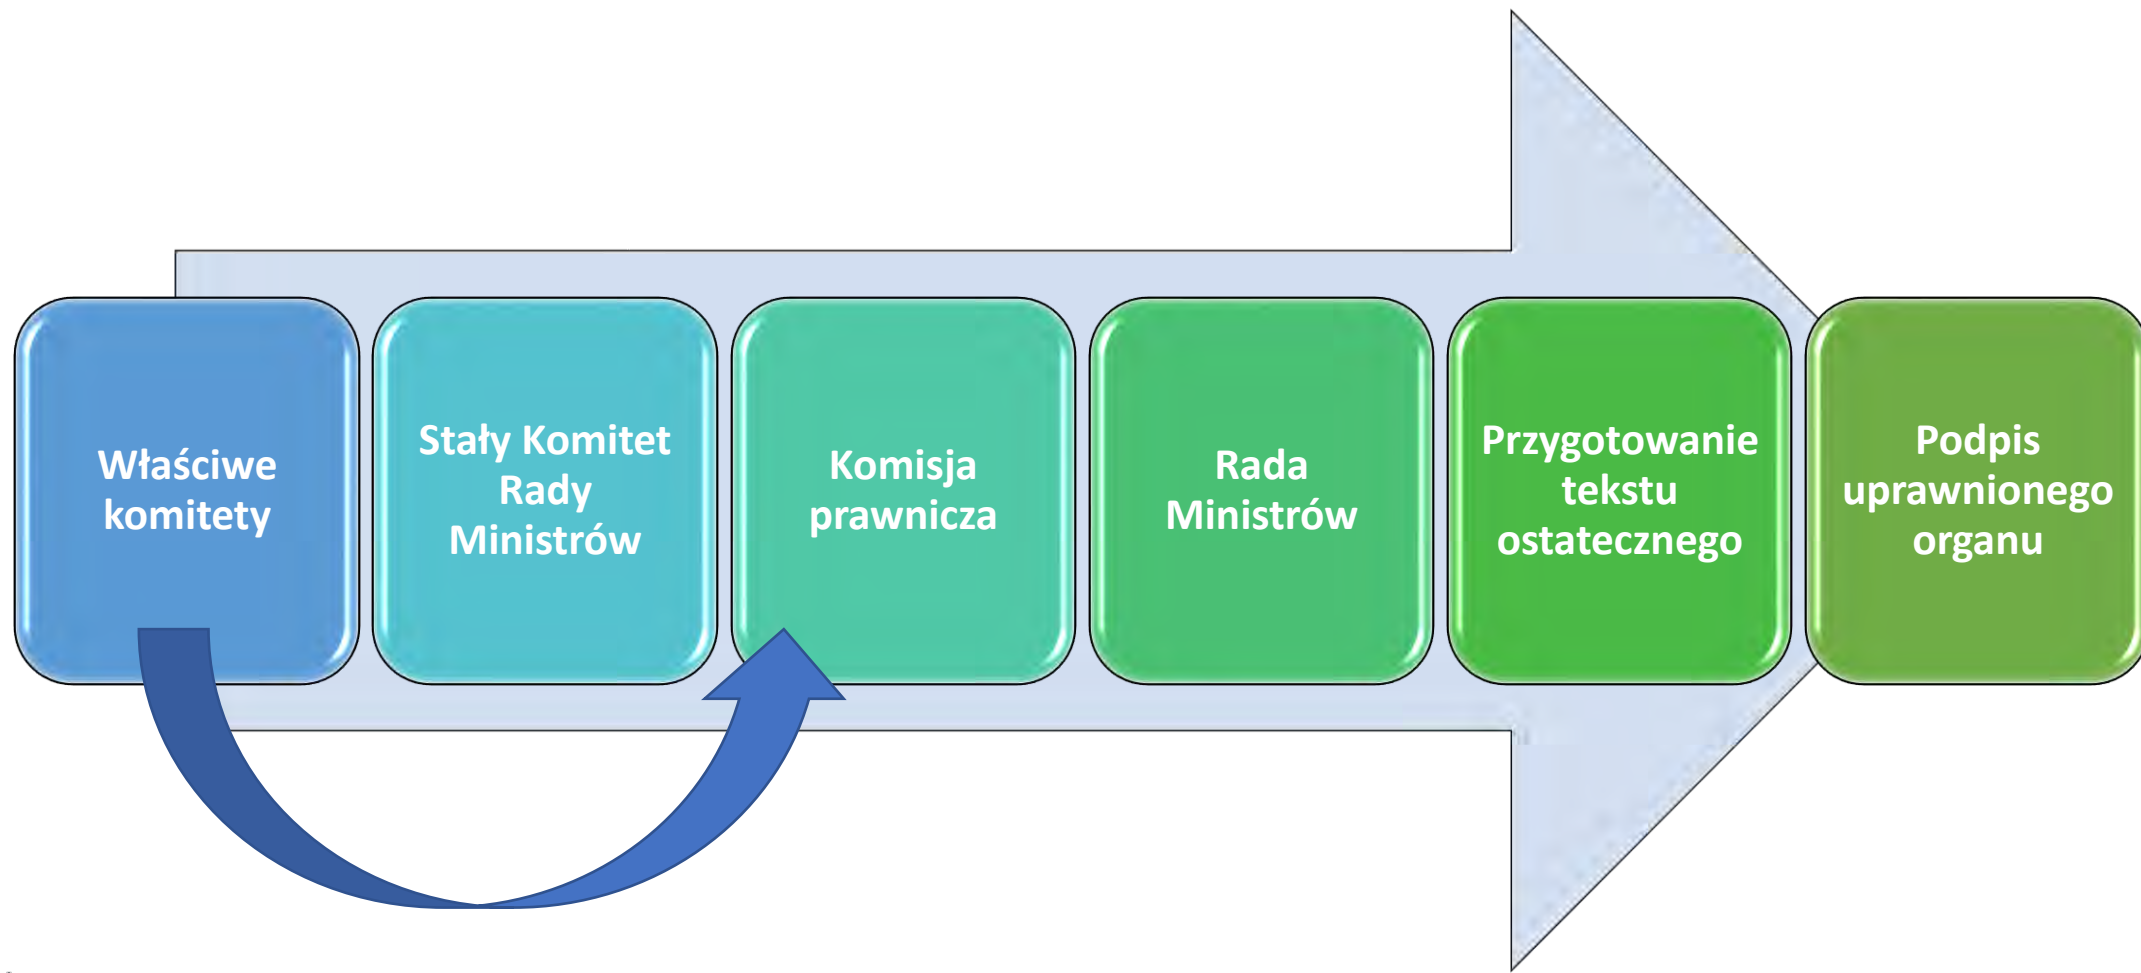 Właściwe
komitety
Stały Komitet
Rady
Ministrów
Komisja
prawnicza
Rada
Ministrów
Przygotowanie
tekstu
ostatecznego
Podpis
uprawnionego
organu